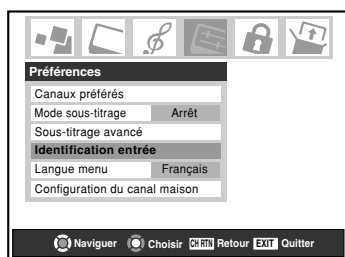 Préférences
Canaux préférés
Mode sous-titrage Arrêt
Sous-titrage avancé
Identification entrée
Langue menu Français
Configuration du canal maison
Naviguer Choisir CH RTN Retour EXIT Quitter